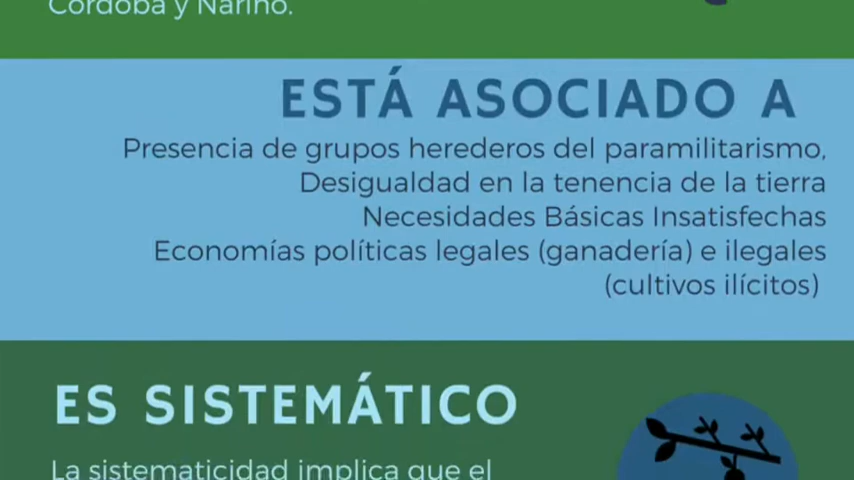 Córdoba y Nariño.
ESTÁ ASOCIADO A
Presencia de grupos herederos del paramilitarismo,
Desigualdad en la tenencia de la tierra
Necesidades Básicas Insatisfechas
Economías políticas legales (ganadería) e ilegales
(cultivos ilícitos)
ES SISTEMÁTICO
La sistematicidad implica que el